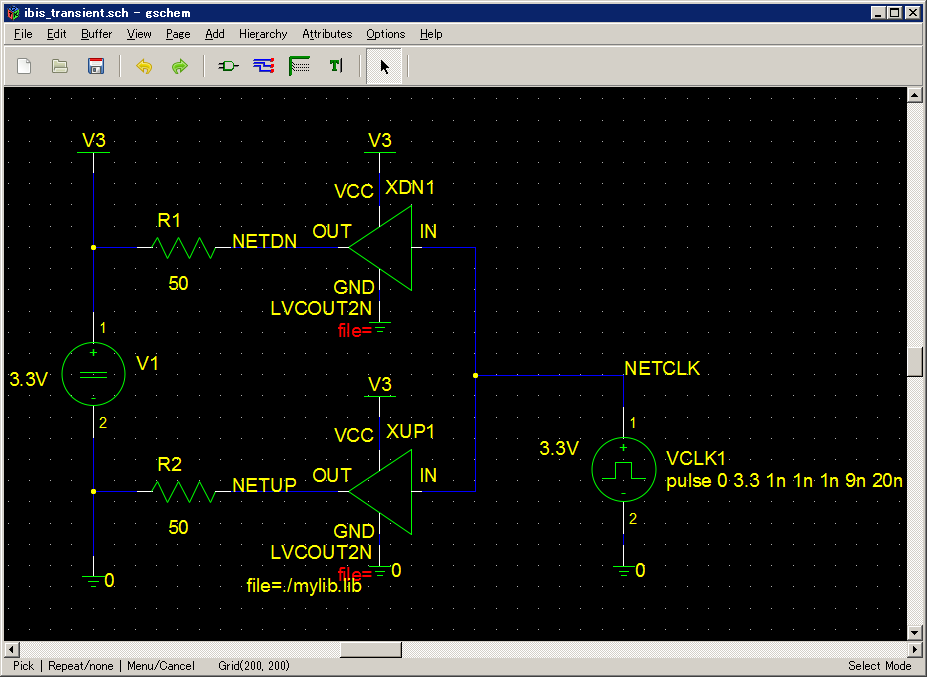 ibis_transient.sch - gschem
File Edit Buffer View Page Add Hierarchy Attributes Options Help
V3
V3
VCC XDN1
R1
NETDN
OUT
IN
50
GND
LVCOUT2N
file=
1
V1
3.3V
2
V3
NETCLK
VCC XUP1
1
3.3V
VCLK1
pulse 0 3.3 1n 1n 1n 9n 20n
2
R2
NETUP
OUT
IN
50
GND
LVCOUT2N
file=
0
0
0
file=./mylib.lib
Pick | Repeat/none | Menu/Cancel Grid(200, 200) Select Mode